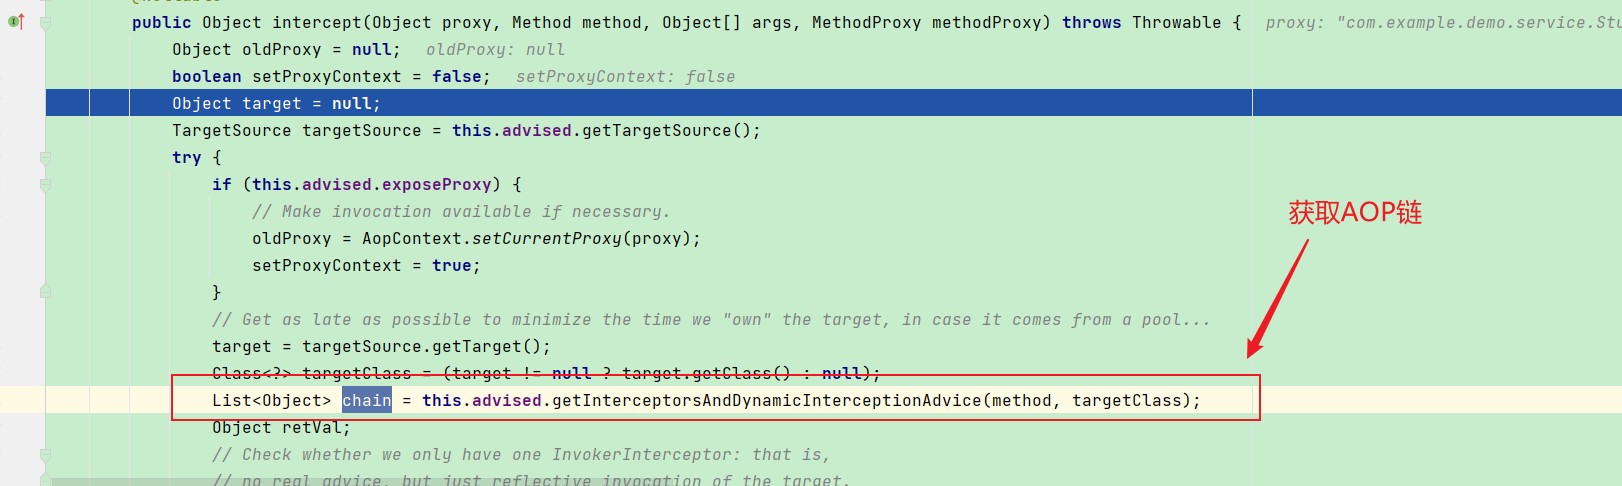 public Object intercept(Object proxy, Method method, Object[] args, MethodProxy methodProxy) throws Throwable {  proxy: "com.example.demo.service.Stu
Object oldProxy = null;  oldProxy: null
boolean setProxyContext = false;  setProxyContext: false
Object target = null;
TargetSource targetSource = this.advised.getTargetSource();
try {
if (this.advised.exposeProxy) {
// Make invocation available if necessary.
oldProxy = AopContext.setCurrentProxy(proxy);
setProxyContext = true;
}
获取AOP链
// Get as late as possible to minimize the time we "own" the target, in case it comes from a pool...
target = targetSource.getTarget();
Class<?> targetClass = (target != null ? target.getClass() : null);
List<Object> chain = this.advised.getInterceptorsAndDynamicInterceptionAdvice(method, targetClass);
Object retVal;
// Check whether we only have one InvokerInterceptor: that is,
// no real advice, but just reflective invocation of the target.